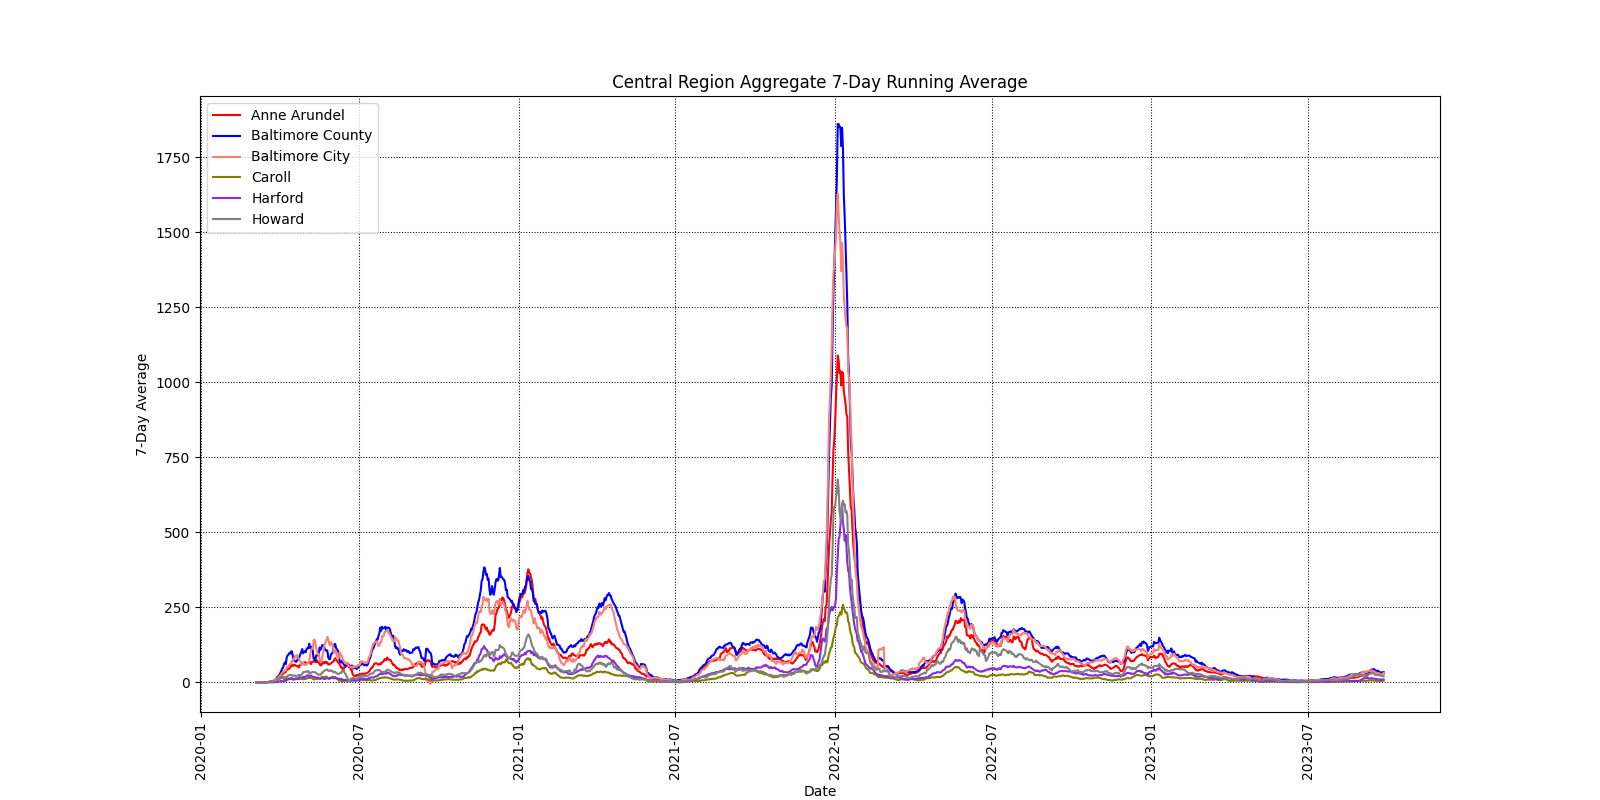 Central Region Aggregate 7-Day Running Average
Anne Arundel
Baltimore County
Baltimore City
Caroll
Harford
Howard
7-Day Average
1750
1500
1250
1000
750
500
250
0
2020-01
2020-07
2021-01
2021-07
2022-01
2022-07
2023-01
2023-07
Date